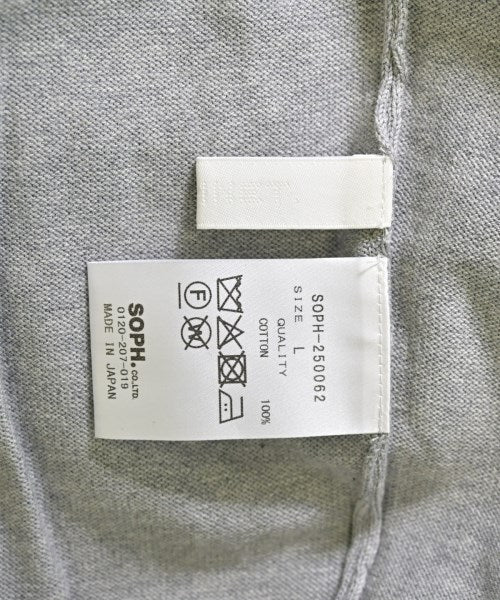 SOPH-250062
SIZE L
QUALITY
COTTON 100%
F
W
SOPH.CO.,LTD.
0120-207-019
MADE IN JAPAN